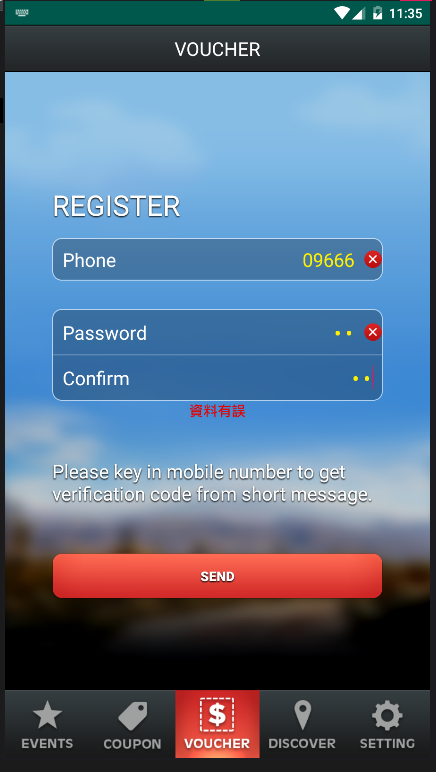 11:35
VOUCHER
REGISTER
Phone 09666
Password
Confirm
資料有誤
Please key in mobile number to get
verification code from short message.
SEND
EVENTS COUPON VOUCHER DISCOVER SETTING